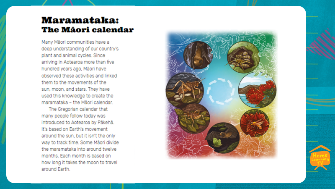 Maramataka:
The Māori calendar
Many Māori communities have a
deep understanding of our country's
plant and animal cycles. Since
arriving in Aotearoa more than five
hundred years ago, Māori have
observed these activities and linked
them to the movements of the
sun, moon, and stars. They have
used this knowledge to create the
maramataka – the Māori calendar.
The Gregorian calendar that
many people follow today was
introduced to Aotearoa by Pākehā.
It's based on Earth's movement
around the sun, but it isn't the only
way to track time. Some Māori divide
the maramataka into around twelve
months. Each month is based on
how long it takes the moon to travel
around Earth.